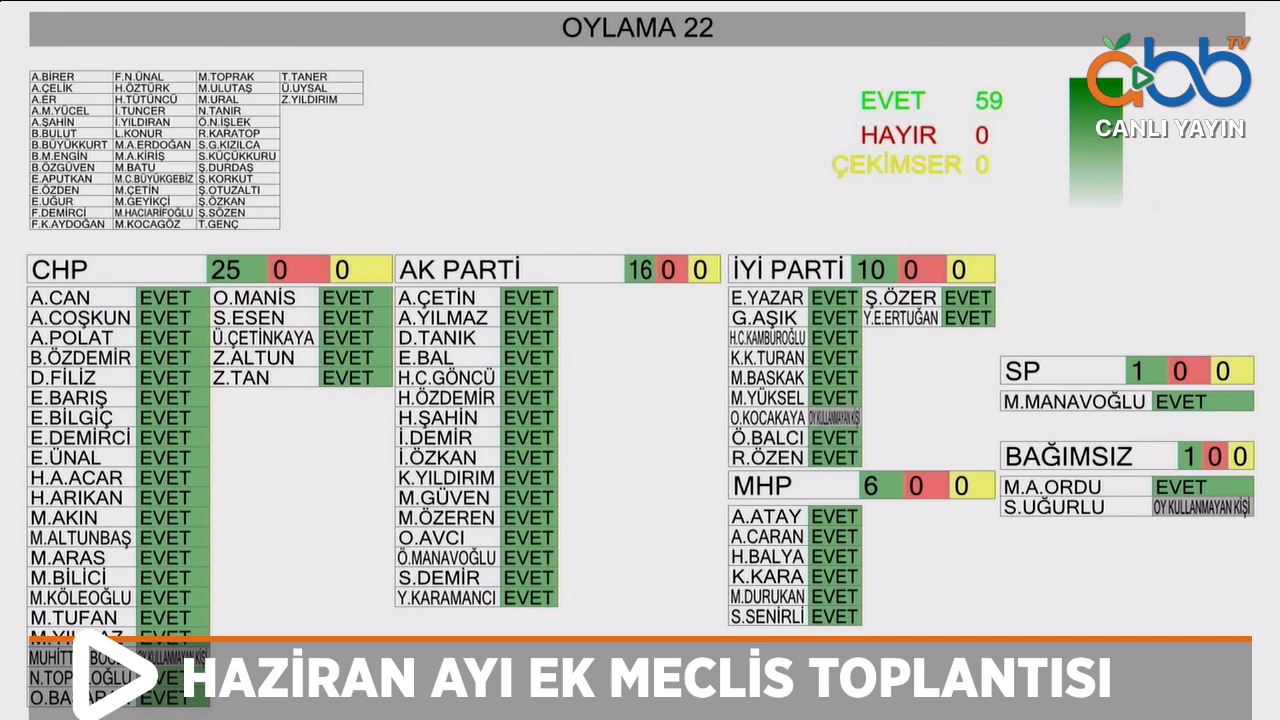 OYLAMA 22
abb TV
CANLI YAYIN
A.BİRER F.N.ÜNAL M.TOPRAK T.TANER
A.ÇELİK H.ÖZTÜRK M.ULUTAŞ Ü.UYSAL
A.ER H.TÜTÜNCÜ M.URAL Z.YILDIRIM
A.M.YÜCEL İ.TUNCER N.TANIR
A.ŞAHİN İ.YILDIRAN Ö.N.İŞLEK
B.BULUT L.KONUR R.KARATOP
B.BÜYÜKKURT M.A.ERDOĞAN S.G.KIZILCA
B.M.ENGİN M.A.KİRİŞ S.KÜÇÜKKURU
B.ÖZGÜVEN M.BATU Ş.DURDAŞ
E.APUTKAN M.C.BÜYÜKGEBİZ Ş.KORKUT
E.ÖZDEN M.ÇETİN Ş.OTUZALTI
E.UĞUR M.GEYİKÇİ Ş.ÖZKAN
F.DEMİRCİ M.HACIARİFOĞLU Ş.SÖZEN
F.K.AYDOĞAN M.KOCAGÖZ T.GENÇ
EVET 59
HAYIR 0
ÇEKİMSER 0
CHP 25 0 0
A.CAN EVET O.MANİS EVET
A.COŞKUN EVET S.ESEN EVET
A.POLAT EVET Ü.ÇETİNKAYA EVET
B.ÖZDEMİR EVET Z.ALTUN EVET
D.FİLİZ EVET Z.TAN EVET
E.BARIŞ EVET
E.BİLGİÇ EVET
E.DEMİRCİ EVET
E.ÜNAL EVET
H.A.ACAR EVET
H.ARIKAN EVET
M.AKIN EVET
M.ALTUNBAŞ EVET
M.ARAS EVET
M.BİLİCİ EVET
M.KÖLEOĞLU EVET
M.TUFAN EVET
EVET
OY KULLANMAYAN KİŞİ
EVET
EVET
AK PARTİ 16 0 0
A.ÇETİN EVET
A.YILMAZ EVET
D.TANIK EVET
E.BAL EVET
H.C.GÖNCÜ EVET
H.ÖZDEMİR EVET
H.ŞAHİN EVET
İ.DEMİR EVET
İ.ÖZKAN EVET
K.YILDIRIM EVET
M.GÜVEN EVET
M.ÖZEREN EVET
O.AVCI EVET
Ö.MANAVOĞLU EVET
S.DEMİR EVET
Y.KARAMANCI EVET
İYİ PARTİ 10 0 0
E.YAZAR EVET Ş.ÖZER EVET
G.AŞIK EVET Y.E.ERTUĞAN EVET
H.C.KAMBUROĞLU EVET
K.K.TURAN EVET
M.BASKAK EVET
M.YÜKSEL EVET
O.KOCAKAYA OY KULLANMAYAN KİŞİ
Ö.BALCI EVET
R.ÖZEN EVET
MHP 6 0 0
A.ATAY EVET
A.CARAN EVET
H.BALYA EVET
K.KARA EVET
M.DURUKAN EVET
S.SENİRLİ EVET
SP 1 0 0
M.MANAVOĞLU EVET
BAĞIMSIZ 1 0 0
M.A.ORDU EVET
S.UĞURLU OY KULLANMAYAN KİŞİ
HAZİRAN AYI EK MECLİS TOPLANTISI